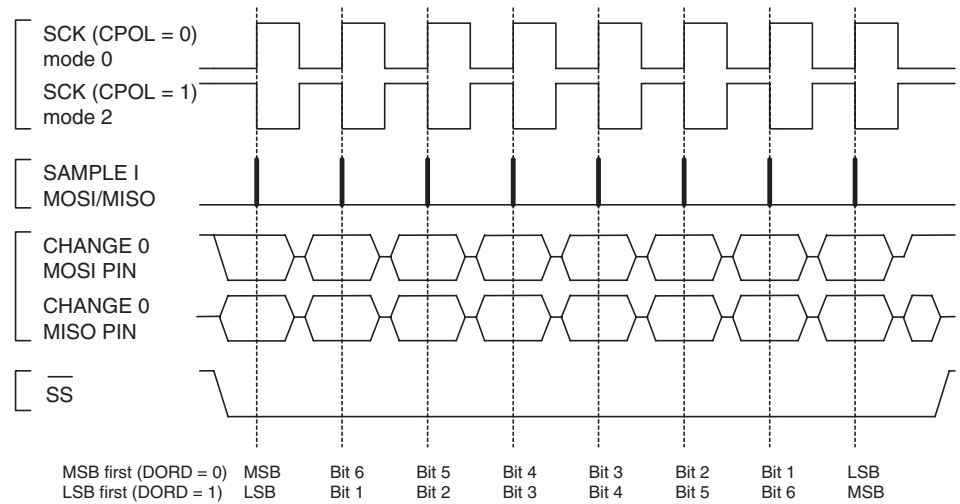 SCK (CPOL = 0)
mode 0
SCK (CPOL = 1)
mode 2
SAMPLE I
MOSI/MISO
CHANGE 0
MOSI PIN
CHANGE 0
MISO PIN
SS
MSB first (DORD = 0) MSB Bit 6 Bit 5 Bit 4 Bit 3 Bit 2 Bit 1 LSB
LSB first (DORD = 1) LSB Bit 1 Bit 2 Bit 3 Bit 4 Bit 5 Bit 6 MSB